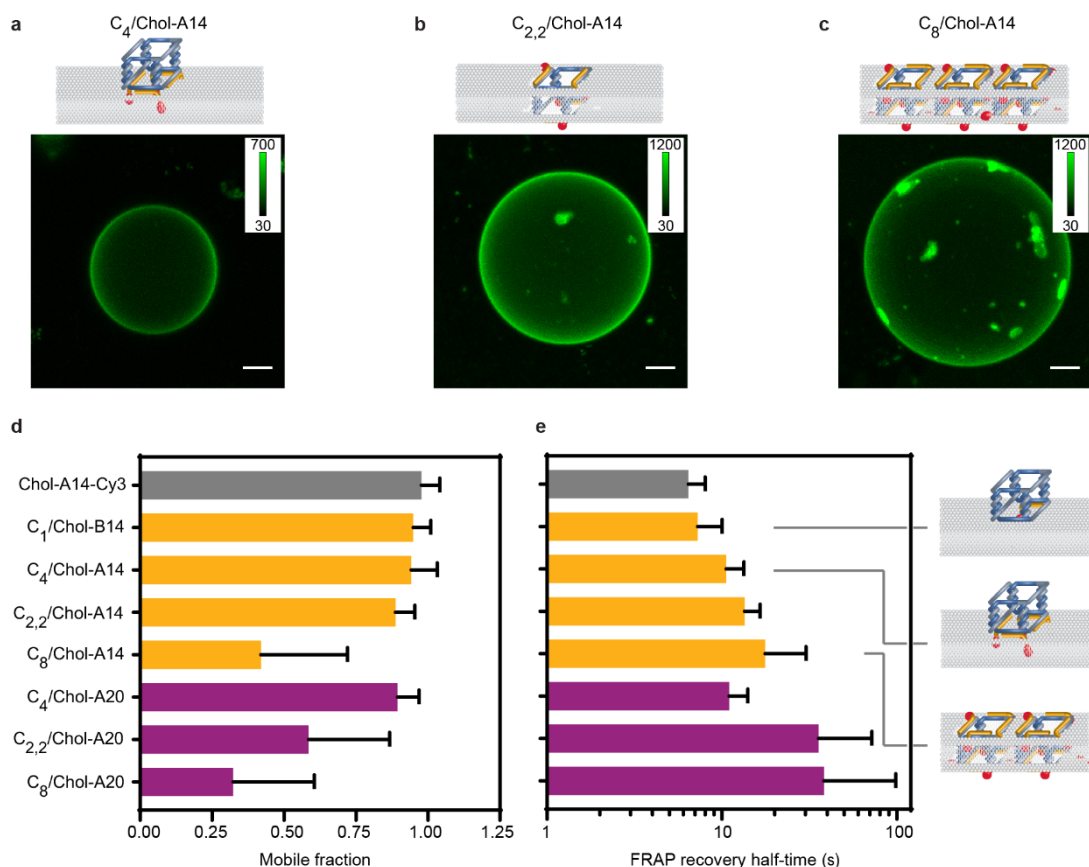 a
C4/Chol-A14
700
30
b
C2,2/Chol-A14
1200
30
c
C8/Chol-A14
1200
30
d
Chol-A14-Cy3
C1/Chol-B14
C4/Chol-A14
C2,2/Chol-A14
C8/Chol-A14
C4/Chol-A20
C2,2/Chol-A20
C8/Chol-A20
0.00 0.25 0.50 0.75 1.00 1.25
Mobile fraction
e
1 10 100
FRAP recovery half-time (s)